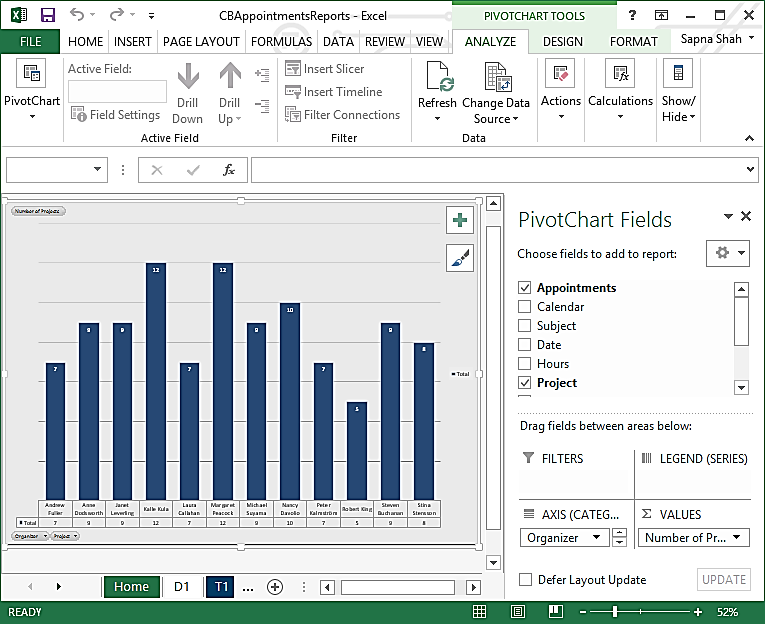 CBAppointmentsReports - Excel
PIVOTCHART TOOLS
?
FILE HOME INSERT PAGE LAYOUT FORMULAS DATA REVIEW VIEW ANALYZE DESIGN FORMAT Sapna Shah
PivotChart
Active Field:
Field Settings
Drill Down
Drill Up
Active Field
Insert Slicer
Insert Timeline
Filter Connections
Filter
Refresh
Change Data Source
Data
Actions
Calculations
Show/ Hide
fx
Number of Projects
7 9 9 12 7 12 9 10 7 5 9 8
Total
Andrew Fuller
Anne Dodsworth
Janet Leverling
Kalle Kula
Laura Callahan
Margaret Peacock
Michael Suyama
Nancy Davolio
Peter Kalmström
Robert King
Steven Buchanan
Stina Stensson
Total 7 9 9 12 7 12 9 10 7 5 9 8
Organizer Project
PivotChart Fields
Choose fields to add to report:
Appointments
Calendar
Subject
Date
Hours
Project
Drag fields between areas below:
FILTERS
LEGEND (SERIES)
AXIS (CATEG...
Organizer
Σ VALUES
Number of Pr...
Defer Layout Update
UPDATE
Home D1 T1 ...
READY
52%